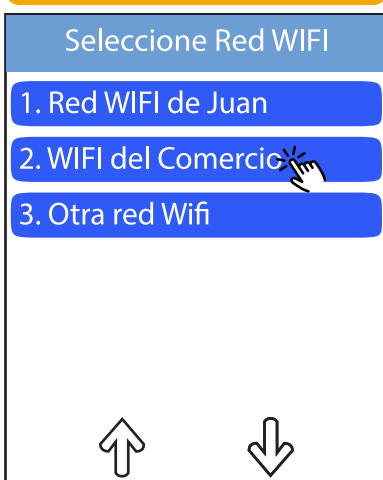 Seleccione Red WIFI
1. Red WIFI de Juan
2. WIFI del Comercio
3. Otra red Wifi